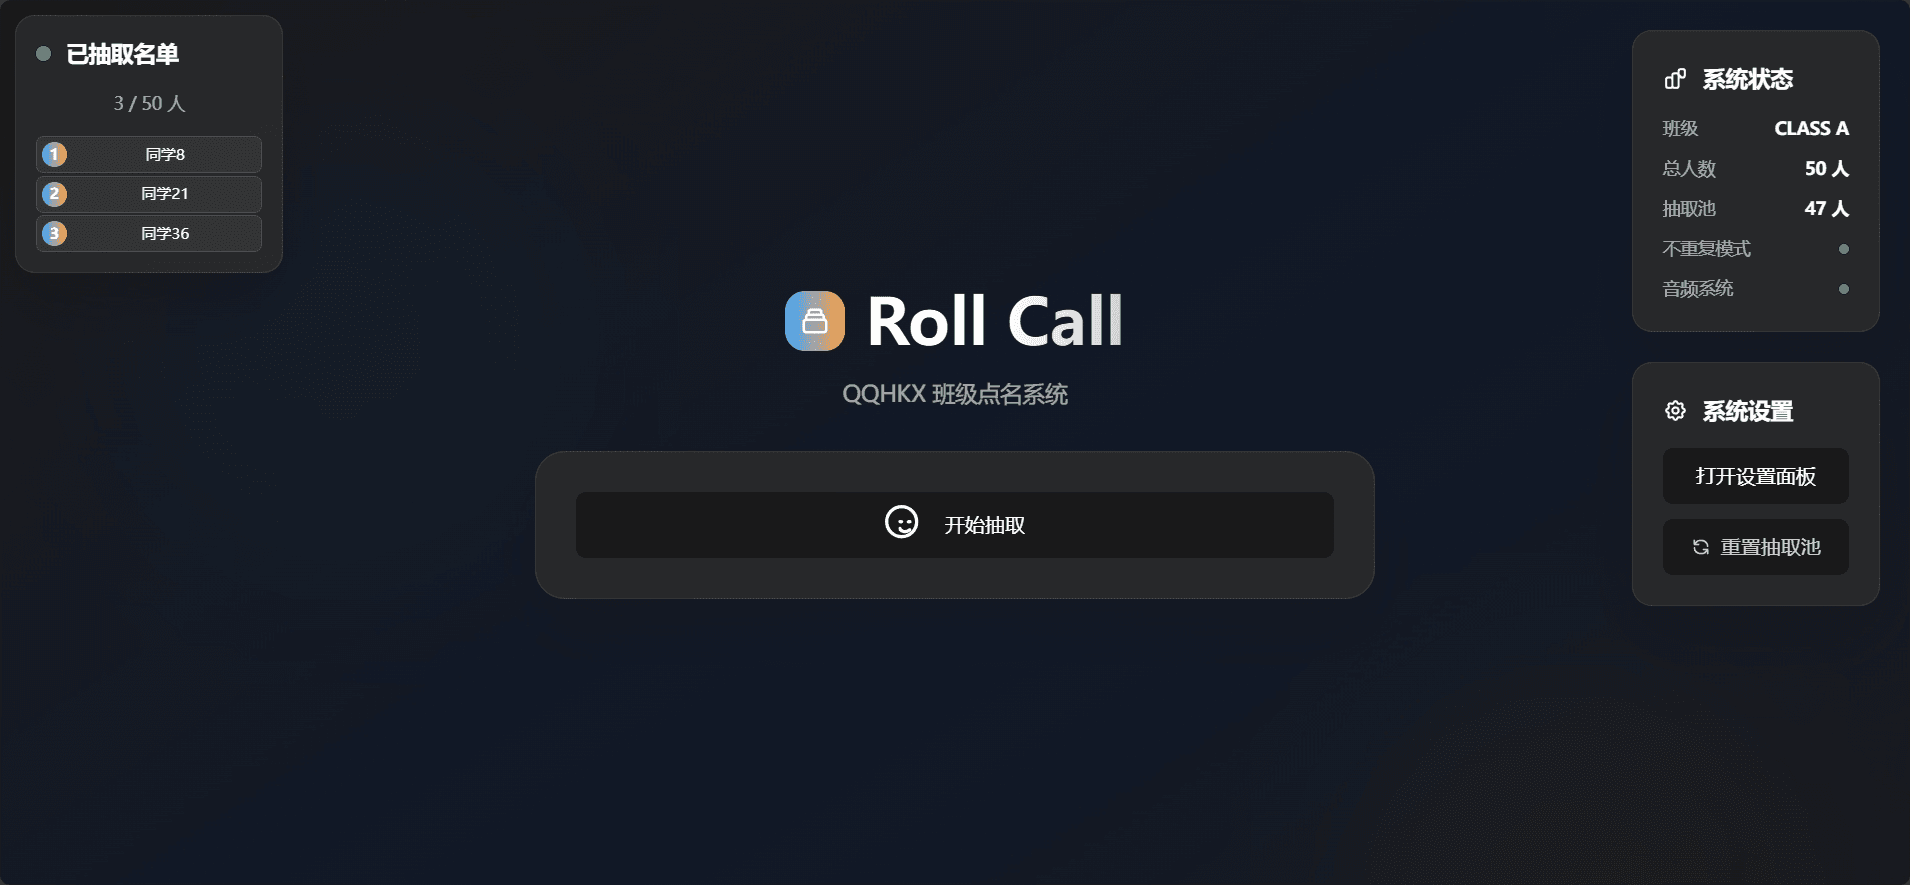 已抽取名单
3 / 50 人
1 同学8
2 同学21
3 同学36
Roll Call
QQHKX 班级点名系统
开始抽取
系统状态
班级 CLASS A
总人数 50 人
抽取池 47 人
不重复模式
音频系统
系统设置
打开设置面板
重置抽取池